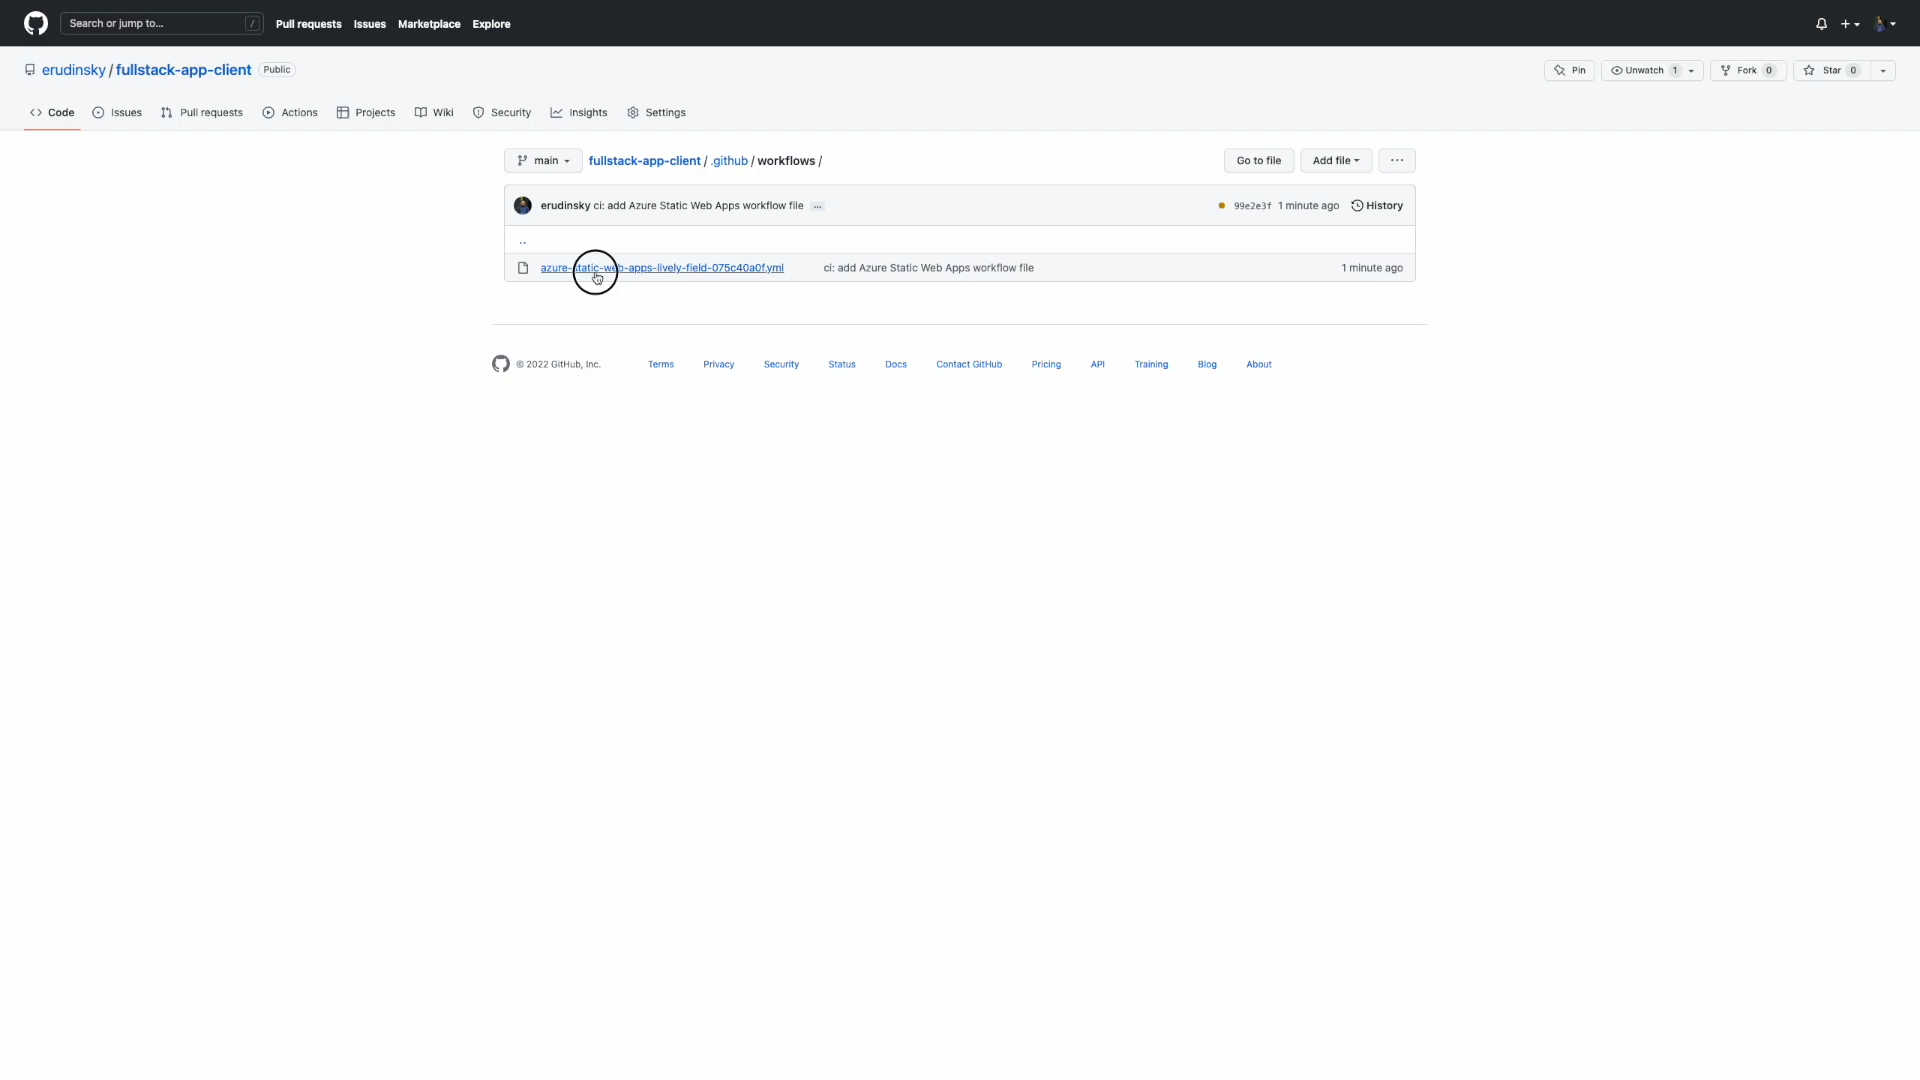 Search or jump to... /
Pull requests Issues Marketplace Explore
erudinsky / fullstack-app-client Public
Pin Unwatch 1 Fork 0 Star 0
Code Issues Pull requests Actions Projects Wiki Security Insights Settings
main fullstack-app-client / .github / workflows / Go to file Add file ...
erudinsky ci: add Azure Static Web Apps workflow file ... 99e2e3f 1 minute ago History
..
azure-static-web-apps-lively-field-075c40a0f.yml ci: add Azure Static Web Apps workflow file 1 minute ago
© 2022 GitHub, Inc. Terms Privacy Security Status Docs Contact GitHub Pricing API Training Blog About